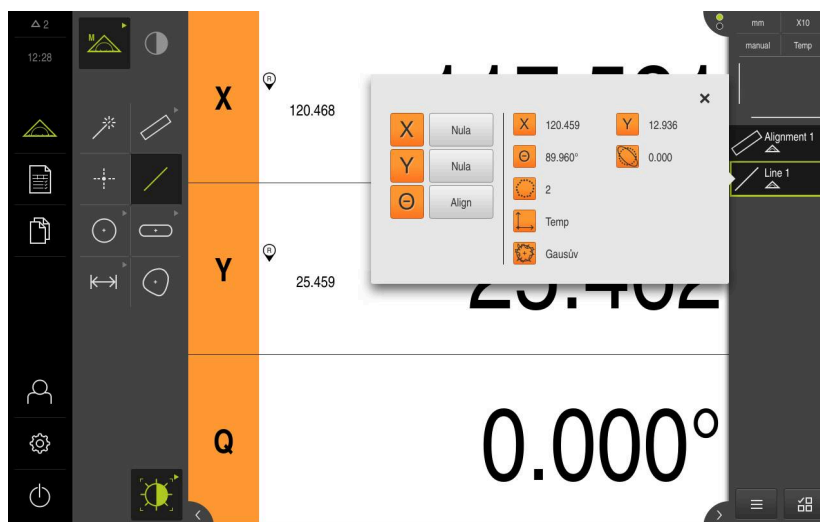 2
12:28
M
X
R
120.468
Y
R
25.459
Q
0.000°
X Nula
Y Nula
Θ Align
X 120.459
Y 12.936
Θ 89.960°
0.000
2
Temp
Gausův
mm X10
manual Temp
Alignment 1
Line 1